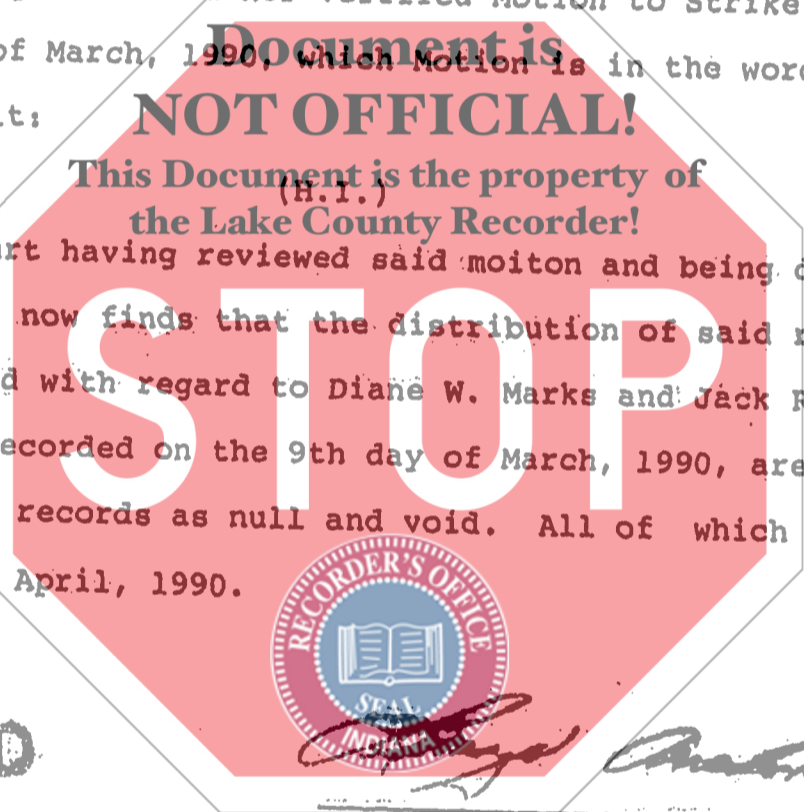 Motion to Strike
of March, 1990, which Motion is in the
Document is
NOT OFFICIAL!
This Document is the property of
(H.I.)
the Lake County Recorder!
having reviewed said moiton and being
now finds that the distribution of said
with regard to Diane W. Marks and Jack
STOP
on the 9th day of March, 1990, are
records as null and void. All of which
April, 1990.
RECORDER'S OFFICE
SEAL
INDIANA